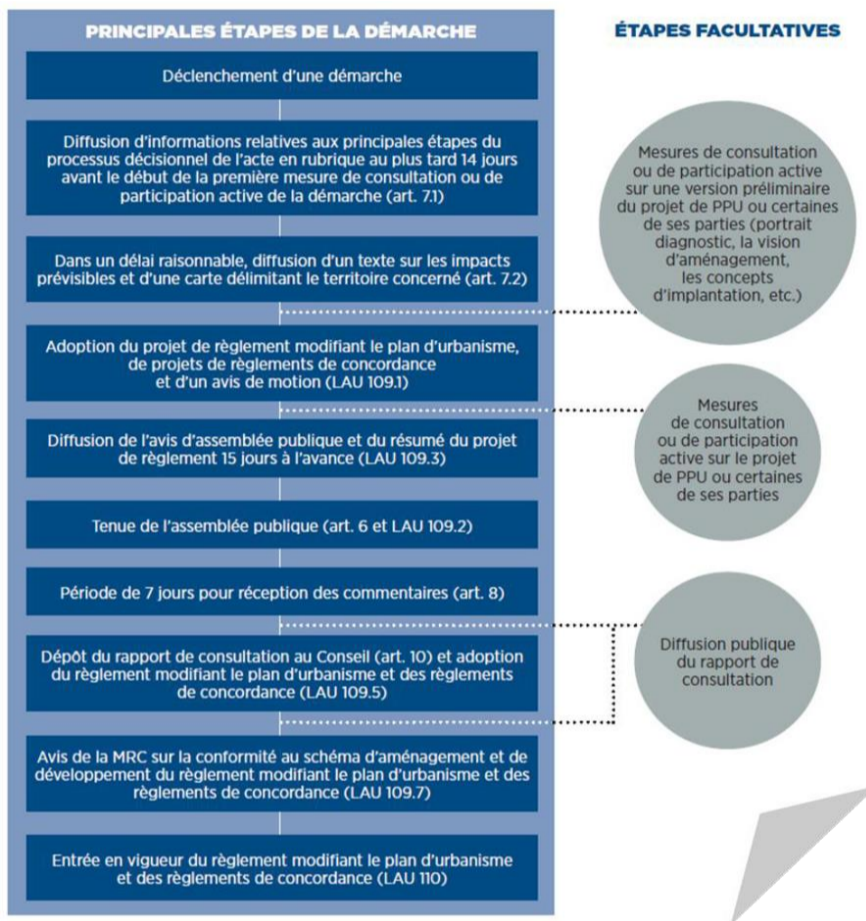 PRINCIPALES ÉTAPES DE LA DÉMARCHE
Déclenchement d'une démarche
Diffusion d'informations relatives aux principales étapes du
processus décisionnel de l'acte en rubrique au plus tard 14 jours
avant le début de la première mesure de consultation ou de
participation active de la démarche (art. 7.1)
Dans un délai raisonnable, diffusion d'un texte sur les impacts
prévisibles et d'une carte délimitant le territoire concerné (art. 7.2)
Adoption du projet de règlement modifiant le plan d'urbanisme,
de projets de règlements de concordance
et d'un avis de motion (LAU 109.1)
Diffusion de l'avis d'assemblée publique et du résumé du projet
de règlement 15 jours à l'avance (LAU 109.3)
Tenue de l'assemblée publique (art. 6 et LAU 109.2)
Période de 7 jours pour réception des commentaires (art. 8)
Dépôt du rapport de consultation au Conseil (art. 10) et adoption
du règlement modifiant le plan d'urbanisme et des règlements
de concordance (LAU 109.5)
Avis de la MRC sur la conformité au schéma d'aménagement et de
développement du règlement modifiant le plan d'urbanisme et des
règlements de concordance (LAU 109.7)
Entrée en vigueur du règlement modifiant le plan d'urbanisme
et des règlements de concordance (LAU 110)
ÉTAPES FACULTATIVES
Mesures de consultation
ou de participation active
sur une version préliminaire
du projet de PPU ou certaines
de ses parties (portrait
diagnostic, la vision
d'aménagement,
les concepts
d'implantation, etc.)
Mesures
de consultation
ou de participation
active sur le projet
de PPU ou certaines
de ses parties
Diffusion publique
du rapport de
consultation